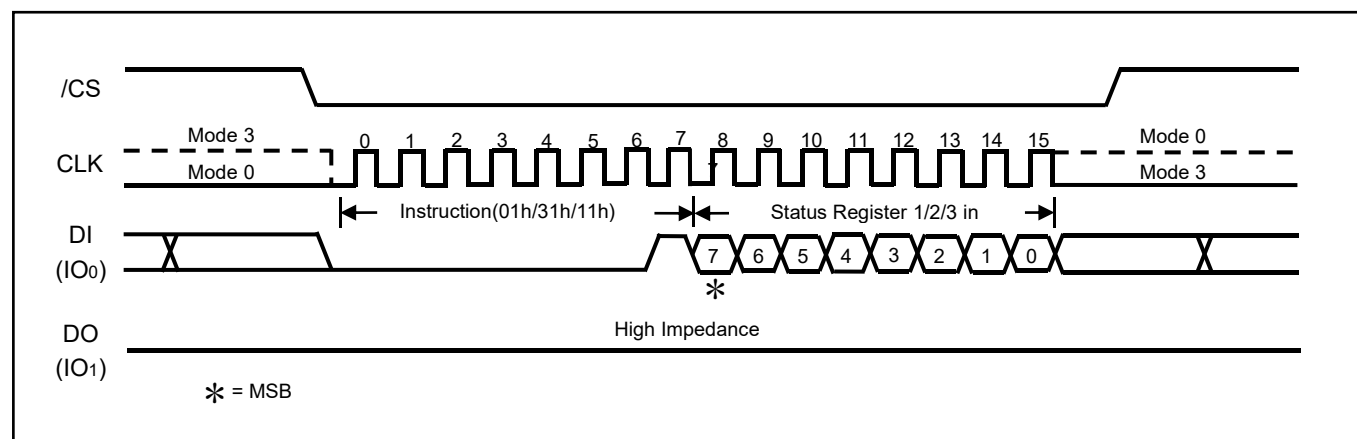 /CS
Mode 3
Mode 0
CLK
0 1 2 3 4 5 6 7 8 9 10 11 12 13 14 15
7
Mode 0
Mode 3
Instruction(01h/31h/11h)
Status Register 1/2/3 in
DI
(IO0)
7 6 5 4 3 2 1 0
*
High Impedance
DO
(IO1)
* = MSB